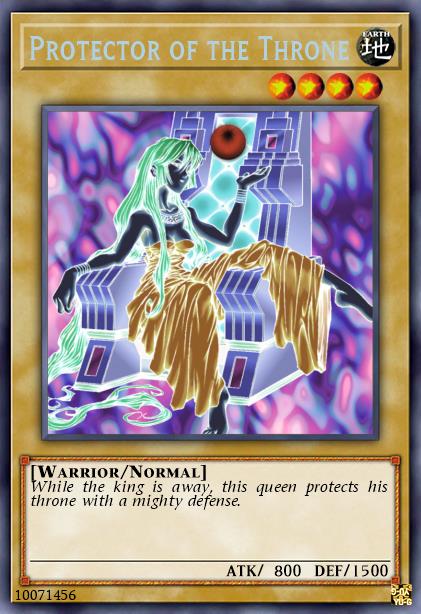 PROTECTOR OF THE THRONE
EARTH
地
[WARRIOR/NORMAL]
While the king is away, this queen protects his
throne with a mighty defense.
ATK/ 800 DEF/1500
10071456